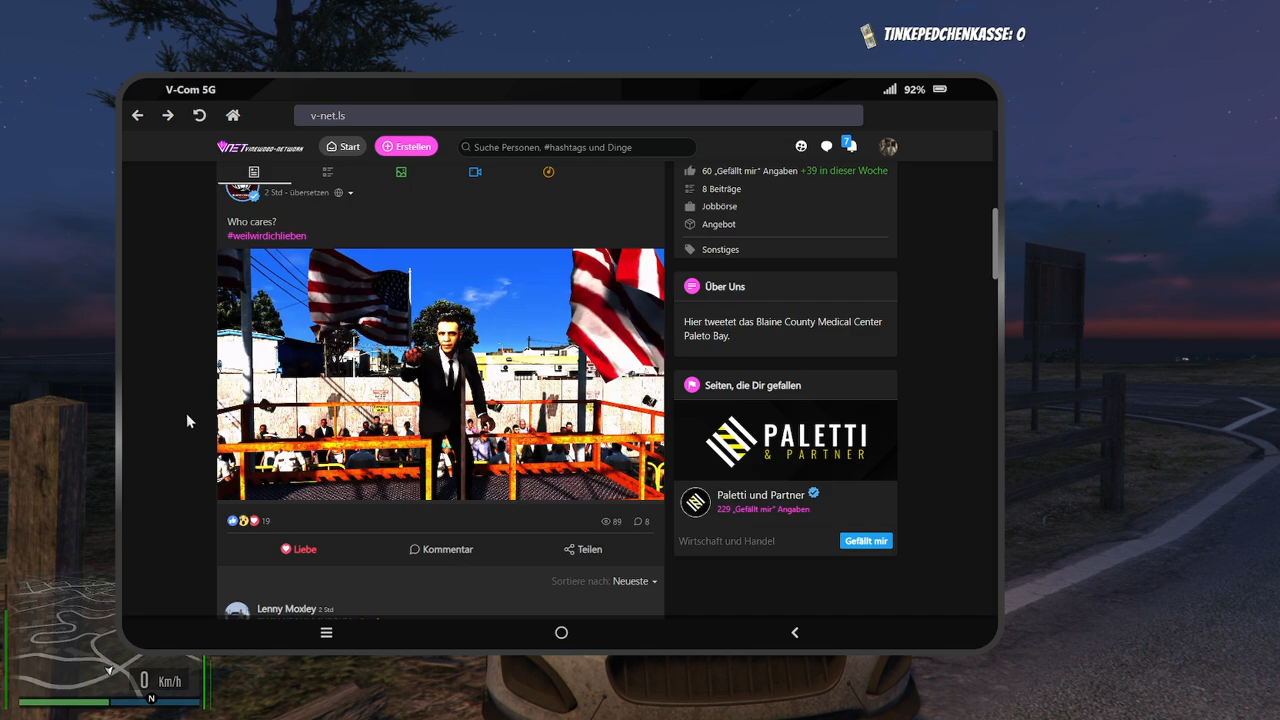 TINKEPEDCHENKASSE: 0
V-Com 5G
92%
v-net.ls
VNET VINEWOOD-NETWORK
Start
Erstellen
Suche Personen, #hashtags und Dinge
7
2 Std - übersetzen
Who cares?
#weilwirdichlieben
19
89
8
Liebe
Kommentar
Teilen
Sortiere nach: Neueste
Lenny Moxley 2 Std
60 „Gefällt mir“ Angaben +39 in dieser Woche
8 Beiträge
Jobbörse
Angebot
Sonstiges
Über Uns
Hier tweetet das Blaine County Medical Center
Paleto Bay.
Seiten, die Dir gefallen
PALETTI
& PARTNER
Paletti und Partner
229 „Gefällt mir“ Angaben
Wirtschaft und Handel
Gefällt mir
0 Km/h
N